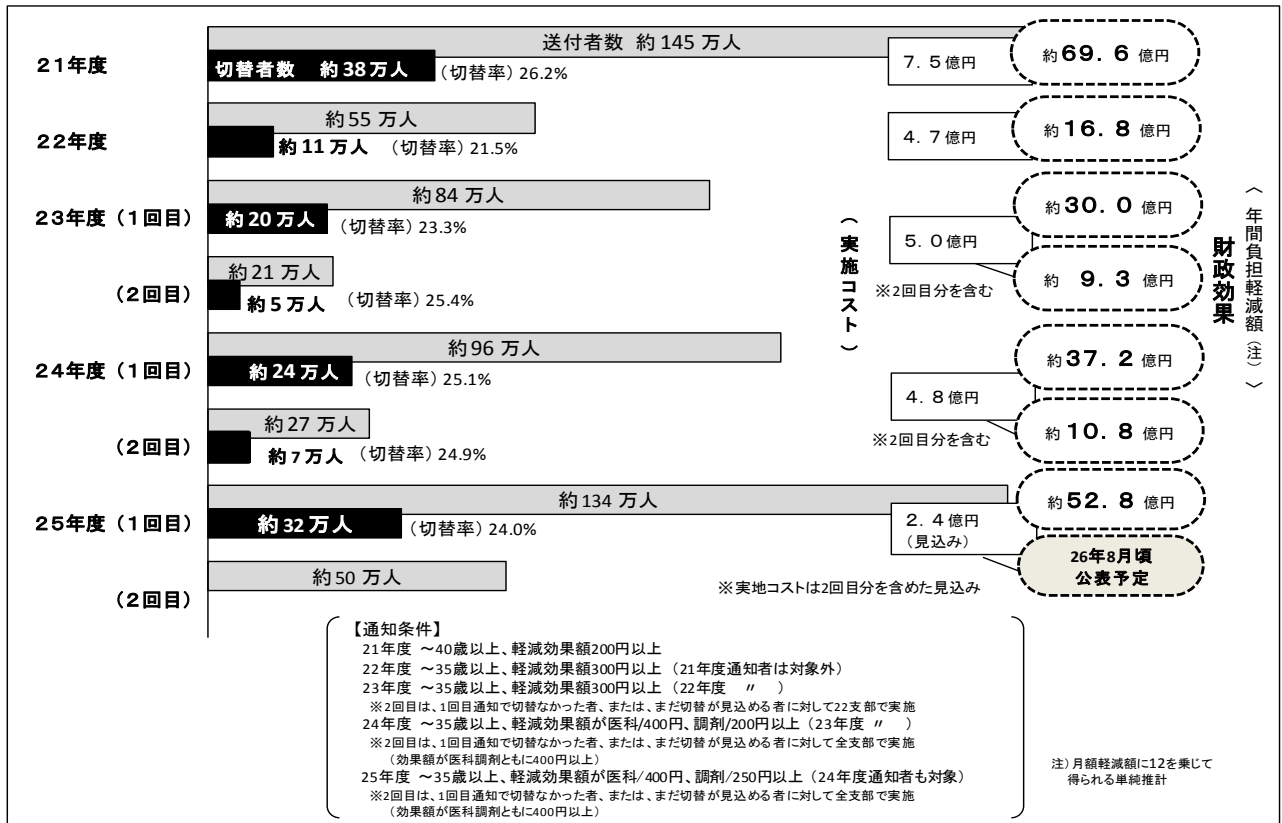 送付者数 約145万人
21年度
切替者数 約38万人 (切替率) 26.2%
7.5億円
約69.6億円
約55万人
22年度
約11万人 (切替率) 21.5%
4.7億円
約16.8億円
約84万人
23年度(1回目)
約20万人 (切替率) 23.3%
約30.0億円
5.0億円
約21万人
(2回目)
約5万人 (切替率) 25.4%
※2回目分を含む
約 9.3億円
約96万人
24年度(1回目)
約24万人 (切替率) 25.1%
約37.2億円
4.8億円
約27万人
(2回目)
約7万人 (切替率) 24.9%
※2回目分を含む
約10.8億円
約134万人
25年度(1回目)
約32万人 (切替率) 24.0%
約52.8億円
2.4億円
(見込み)
約50万人
(2回目)
※実地コストは2回目分を含めた見込み
26年8月頃
公表予定
(実施コスト)
財政効果
〈年間負担軽減額(注)〉
【通知条件】
21年度 ~40歳以上、軽減効果額200円以上
22年度 ~35歳以上、軽減効果額300円以上(21年度通知者は対象外)
23年度 ~35歳以上、軽減効果額300円以上(22年度 〃 )
※2回目は、1回目通知で切替なかった者、または、まだ切替が見込める者に対して22支部で実施
24年度 ~35歳以上、軽減効果額が医科/400円、調剤/200円以上(23年度 〃 )
※2回目は、1回目通知で切替なかった者、または、まだ切替が見込める者に対して全支部で実施
(効果額が医科調剤ともに400円以上)
25年度 ~35歳以上、軽減効果額が医科/400円、調剤/250円以上(24年度通知者も対象)
※2回目は、1回目通知で切替なかった者、または、まだ切替が見込める者に対して全支部で実施
(効果額が医科調剤ともに400円以上)
注)月額軽減額に12を乗じて
得られる単純推計